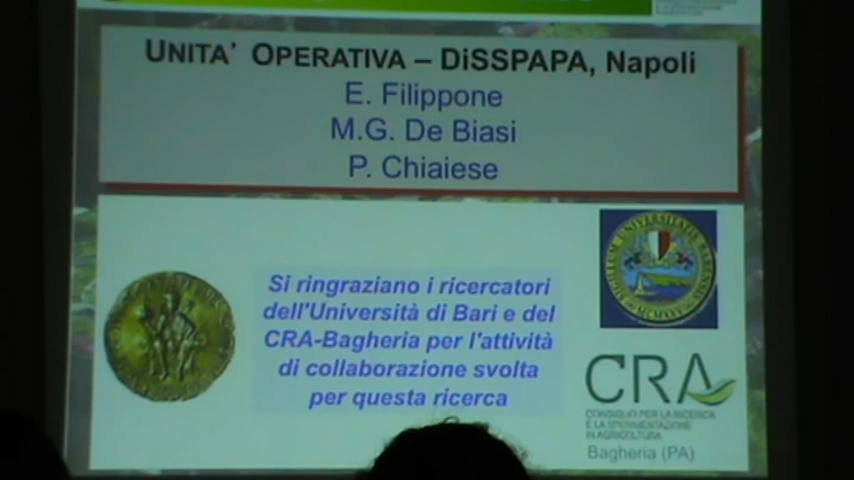 UNITA' OPERATIVA – DiSSPAPA, Napoli
E. Filippone
M.G. De Biasi
P. Chiaiese
Si ringraziano i ricercatori
dell'Università di Bari e del
CRA-Bagheria per l'attività
di collaborazione svolta
per questa ricerca
CRA
CONSIGLIO PER LA RICERCA
E LA SPERIMENTAZIONE
IN AGRICOLTURA
Bagheria (PA)